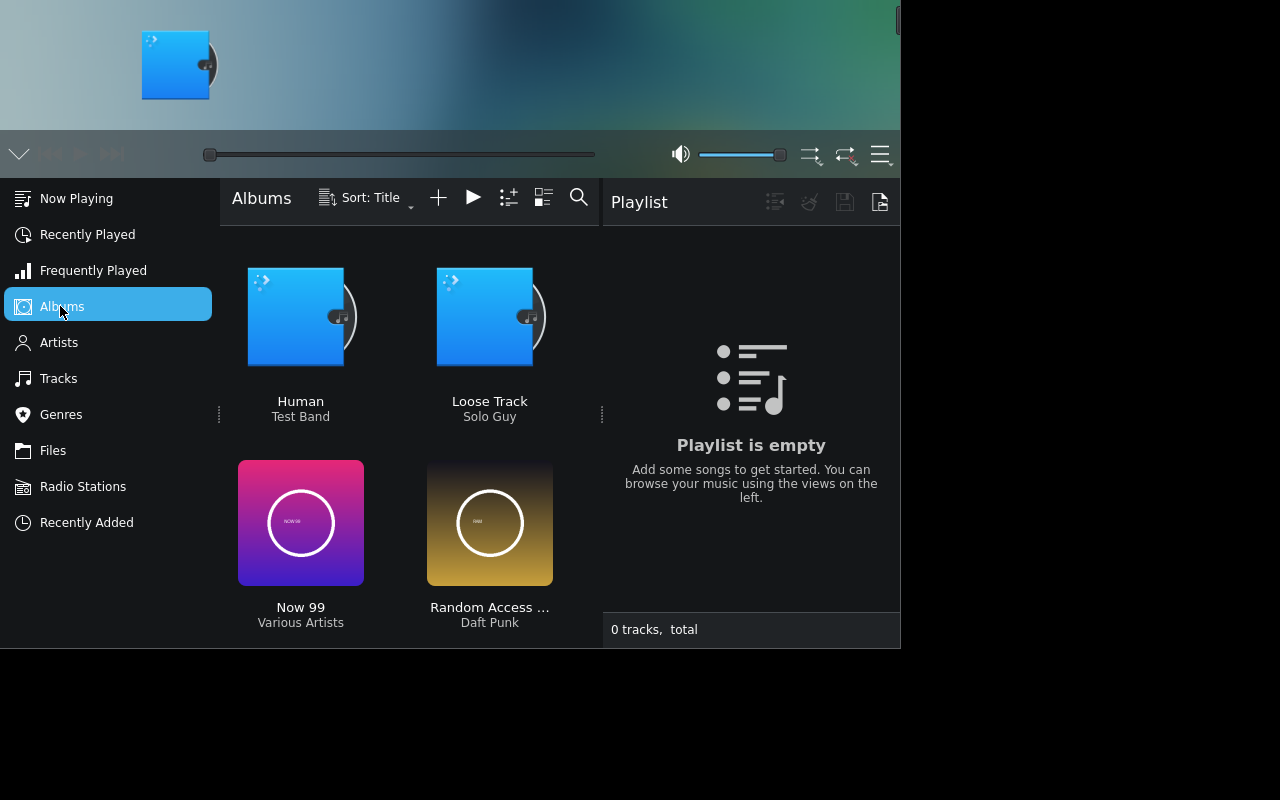 Now Playing
Recently Played
Frequently Played
Albums
Artists
Tracks
Genres
Files
Radio Stations
Recently Added
Albums
Sort: Title
Human
Test Band
Loose Track
Solo Guy
NOW 99
Now 99
Various Artists
RAM
Random Access ...
Daft Punk
Playlist
Playlist is empty
Add some songs to get started. You can
browse your music using the views on the
left.
0 tracks,  total